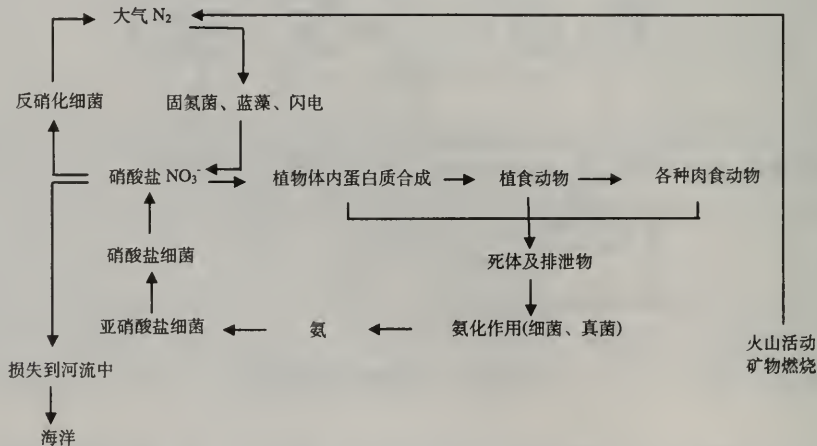 大气 N₂
反硝化细菌
固氮菌、蓝藻、闪电
硝酸盐 NO₃⁻
植物体内蛋白质合成
植食动物
各种肉食动物
硝酸盐细菌
死体及排泄物
亚硝酸盐细菌
氨
氨化作用(细菌、真菌)
火山活动
矿物燃烧
损失到河流中
海洋